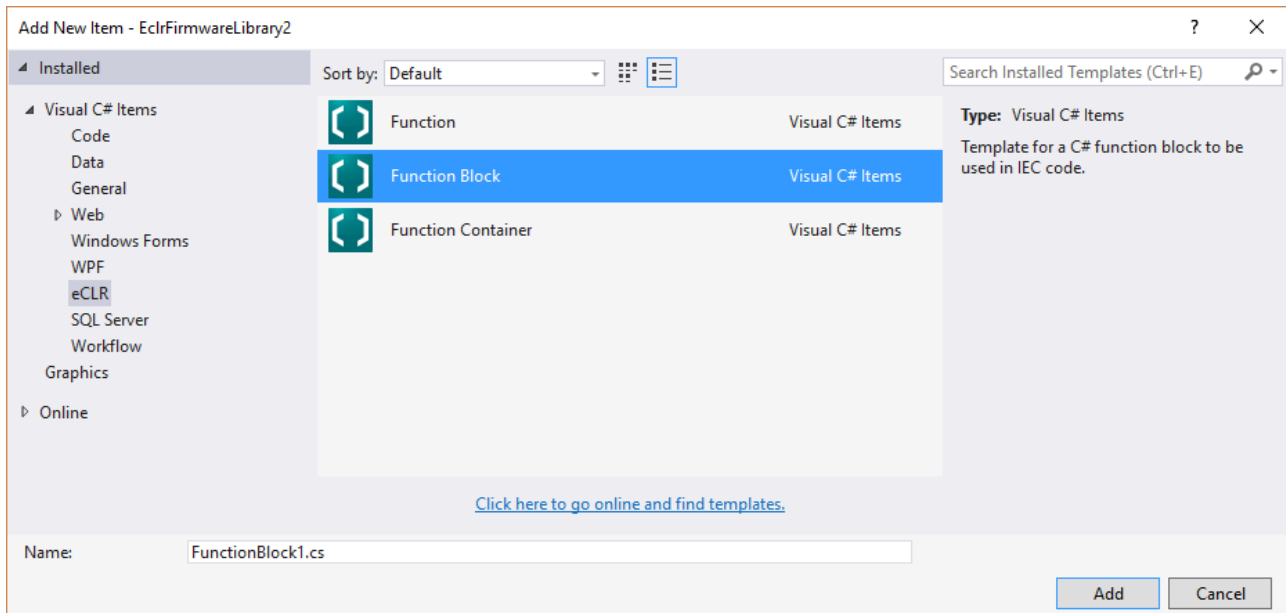 Add New Item - EclrFirmwareLibrary2
?
Installed
Sort by: Default
Search Installed Templates (Ctrl+E)
Visual C# Items
Code
Data
General
Web
Windows Forms
WPF
eCLR
SQL Server
Workflow
Graphics
Online
Function Visual C# Items
Function Block Visual C# Items
Function Container Visual C# Items
Type: Visual C# Items
Template for a C# function block to be
used in IEC code.
Click here to go online and find templates.
Name: FunctionBlock1.cs
Add Cancel